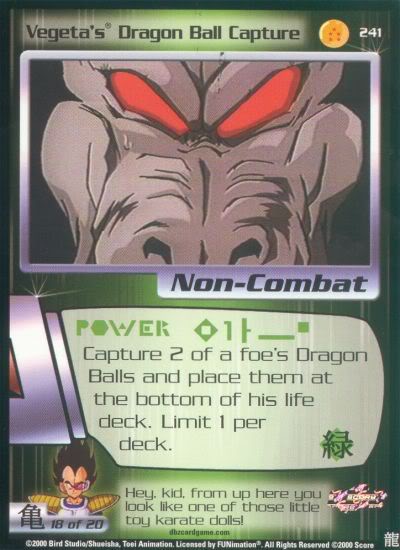 Vegeta's® Dragon Ball Capture
241
Non-Combat
POWER
Capture 2 of a foe's Dragon
Balls and place them at
the bottom of his life
deck. Limit 1 per
deck.
緑
亀
18 of 20
Hey, kid, from up here you
look like one of those little
toy karate dolls!
SCORE
dbzcardgame.com
龍
©2000 Bird Studio/Shueisha, Toei Animation. Licensed by FUNimation® All Rights Reserved ©2000 Score